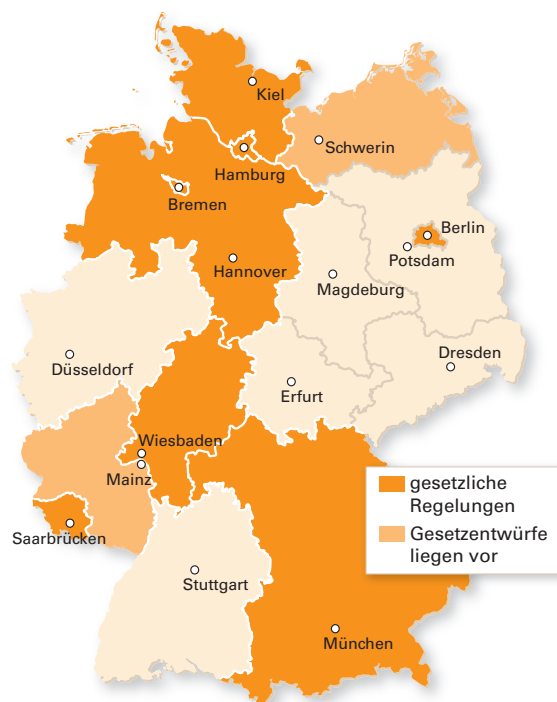 Kiel
Schwerin
Hamburg
Bremen
Berlin
Potsdam
Hannover
Magdeburg
Dresden
Düsseldorf
Erfurt
Wiesbaden
Mainz
gesetzliche
Regelungen
Gesetzentwürfe
liegen vor
Saarbrücken
Stuttgart
München